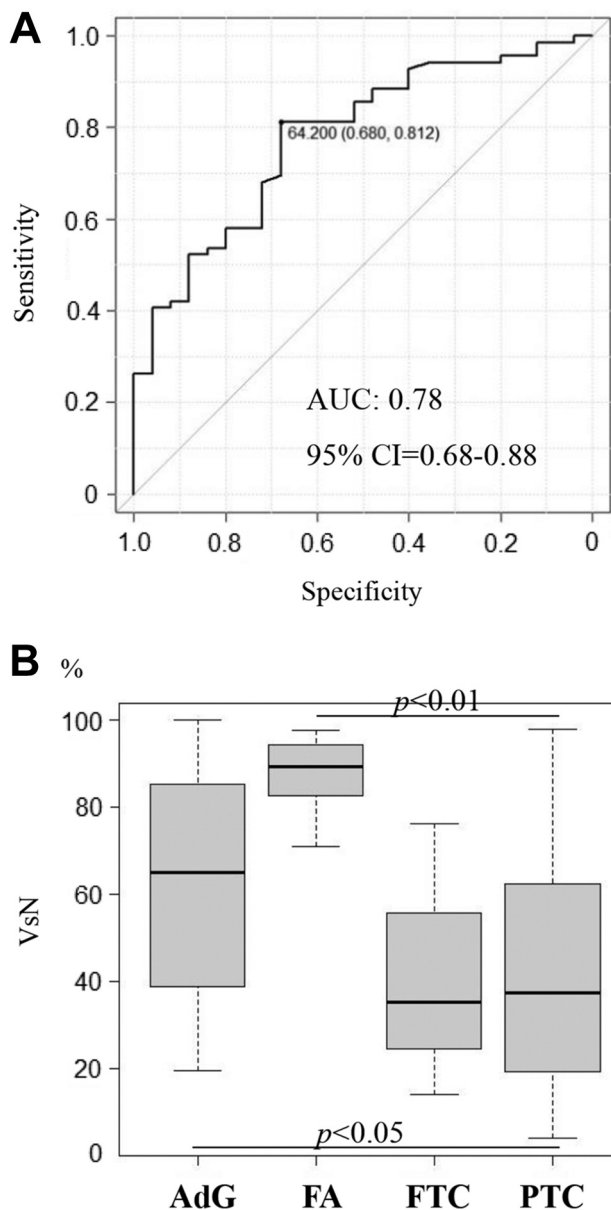 A
1.0
0.8
0.6
0.4
0.2
0
Sensitivity
64.200 (0.680, 0.812)
AUC: 0.78
95% CI=0.68-0.88
1.0 0.8 0.6 0.4 0.2 0
Specificity
B %
p<0.01
100
80
60
40
20
0
VsN
p<0.05
AdG FA FTC PTC